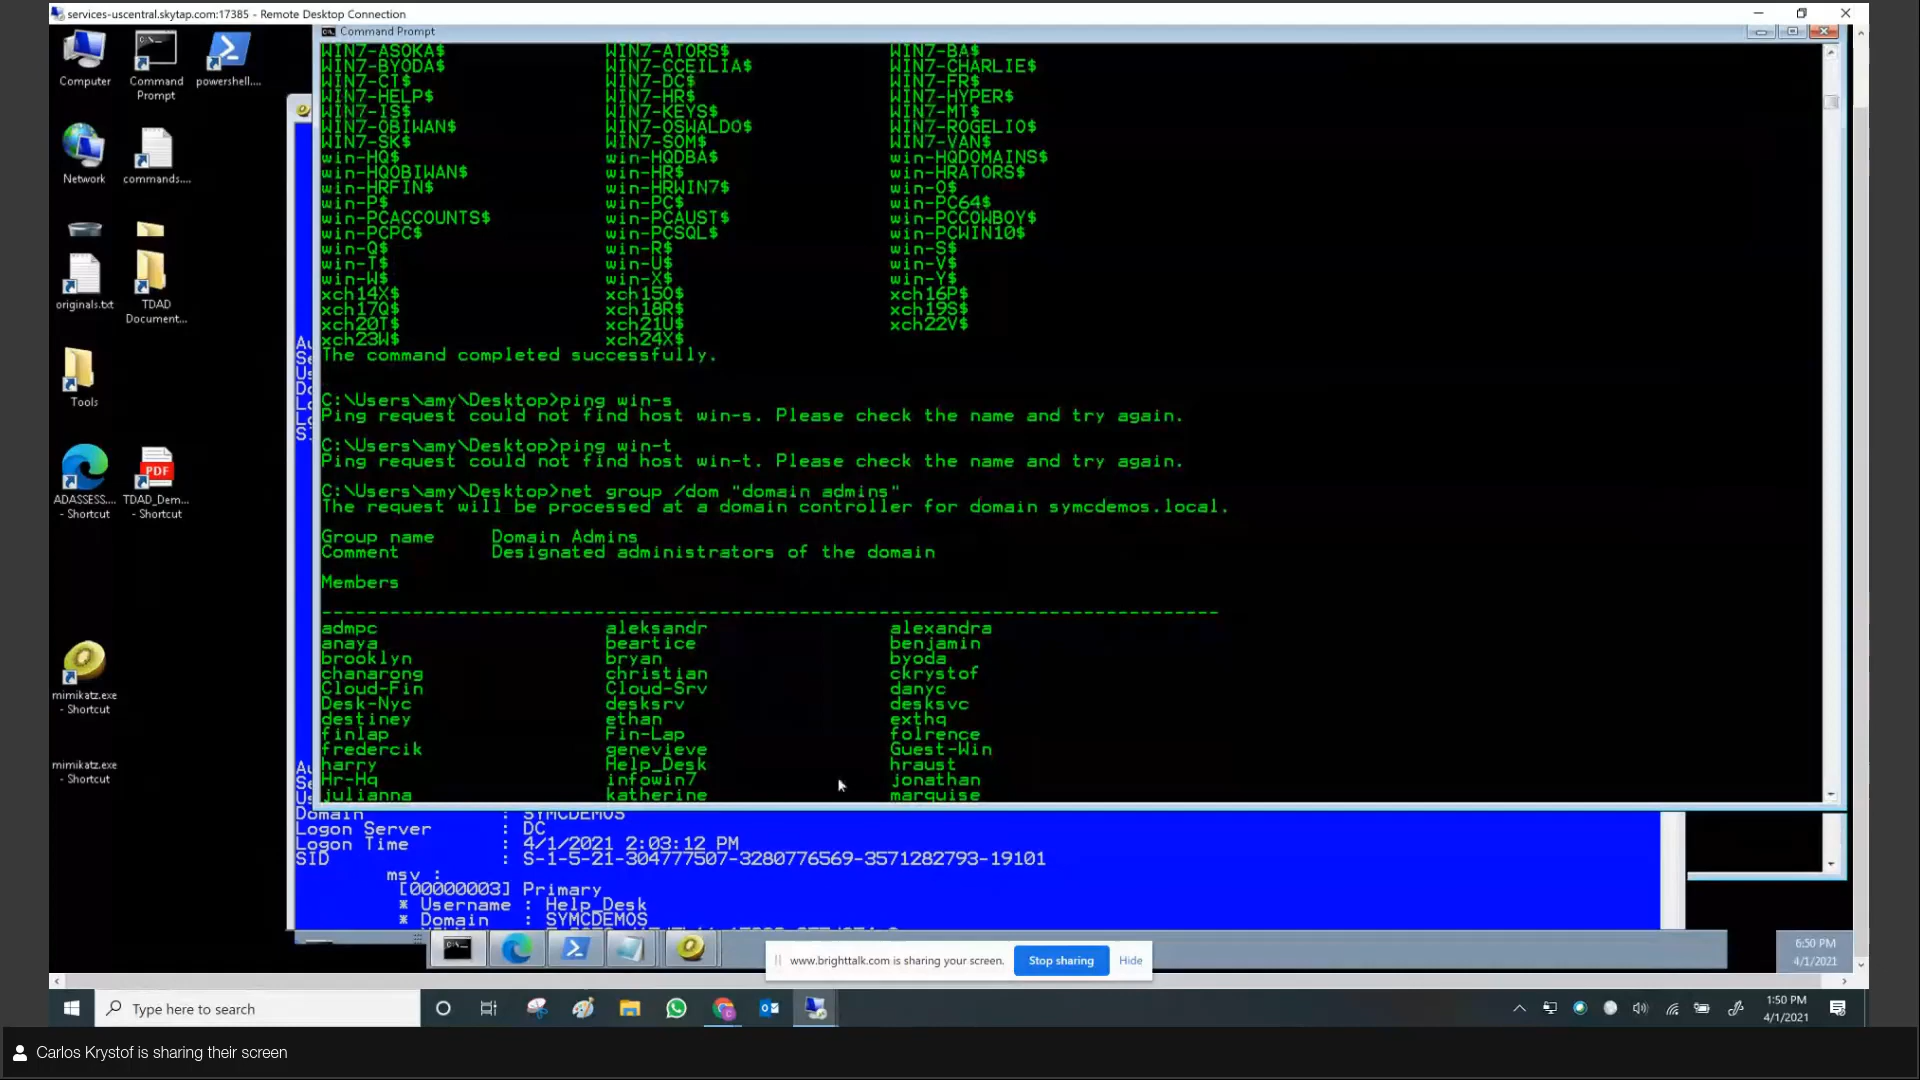 services-uscentral.skytap.com:17385 - Remote Desktop Connection
Command Prompt
Computer
Command Prompt
powershell....
Network
commands....
originals.txt
TDAD Document...
Tools
ADASSESS.... - Shortcut
TDAD_Dem... - Shortcut
mimikatz.exe - Shortcut
mimikatz.exe - Shortcut
WIN7-ASOKA$ WIN7-ATORS$ WIN7-BA$
WIN7-BYODA$ WIN7-CCEILIA$ WIN7-CHARLIE$
WIN7-CT$ WIN7-DC$ WIN7-FR$
WIN7-HELP$ WIN7-HR$ WIN7-HYPER$
WIN7-IS$ WIN7-KEYS$ WIN7-MT$
WIN7-OBIWAN$ WIN7-OSWALDO$ WIN7-ROGELIO$
WIN7-SK$ WIN7-SOM$ WIN7-VAN$
win-HQ$ win-HQDBA$ win-HQDOMAINS$
win-HQOBIWAN$ win-HR$ win-HRATORS$
win-HRFIN$ win-HRWIN7$ win-O$
win-P$ win-PC$ win-PC64$
win-PCACCOUNTS$ win-PCAUST$ win-PCCOWBOY$
win-PCPC$ win-PCSQL$ win-PCWIN10$
win-Q$ win-R$ win-S$
win-T$ win-U$ win-V$
win-W$ win-X$ win-Y$
xch14X$ xch15O$ xch16P$
xch17Q$ xch18R$ xch19S$
xch20T$ xch21U$ xch22V$
xch23W$ xch24X$
The command completed successfully.
C:\Users\amy\Desktop>ping win-s
Ping request could not find host win-s. Please check the name and try again.
C:\Users\amy\Desktop>ping win-t
Ping request could not find host win-t. Please check the name and try again.
C:\Users\amy\Desktop>net group /dom "domain admins"
The request will be processed at a domain controller for domain symcdemos.local.
Group name Domain Admins
Comment Designated administrators of the domain
Members
-------------------------------------------------------------------------------
admpc aleksandr alexandra
anaya beartice benjamin
brooklyn bryan byoda
chanarong christian ckrystof
Cloud-Fin Cloud-Srv danyc
Desk-Nyc desksrv desksvc
destiney ethan exthq
finlap Fin-Lap folrence
fredercik genevieve Guest-Win
harry Help_Desk hraust
Hr-Hq infowin7 jonathan
julianna katherine marquise
Domain : SYMCDEMOS
Logon Server : DC
Logon Time : 4/1/2021 2:03:12 PM
SID : S-1-5-21-304777507-3280776569-3571282793-19101
msv :
[00000003] Primary
* Username : Help_Desk
* Domain : SYMCDEMOS
www.brighttalk.com is sharing your screen. Stop sharing Hide
6:50 PM
4/1/2021
Type here to search
1:50 PM
4/1/2021
Carlos Krystof is sharing their screen